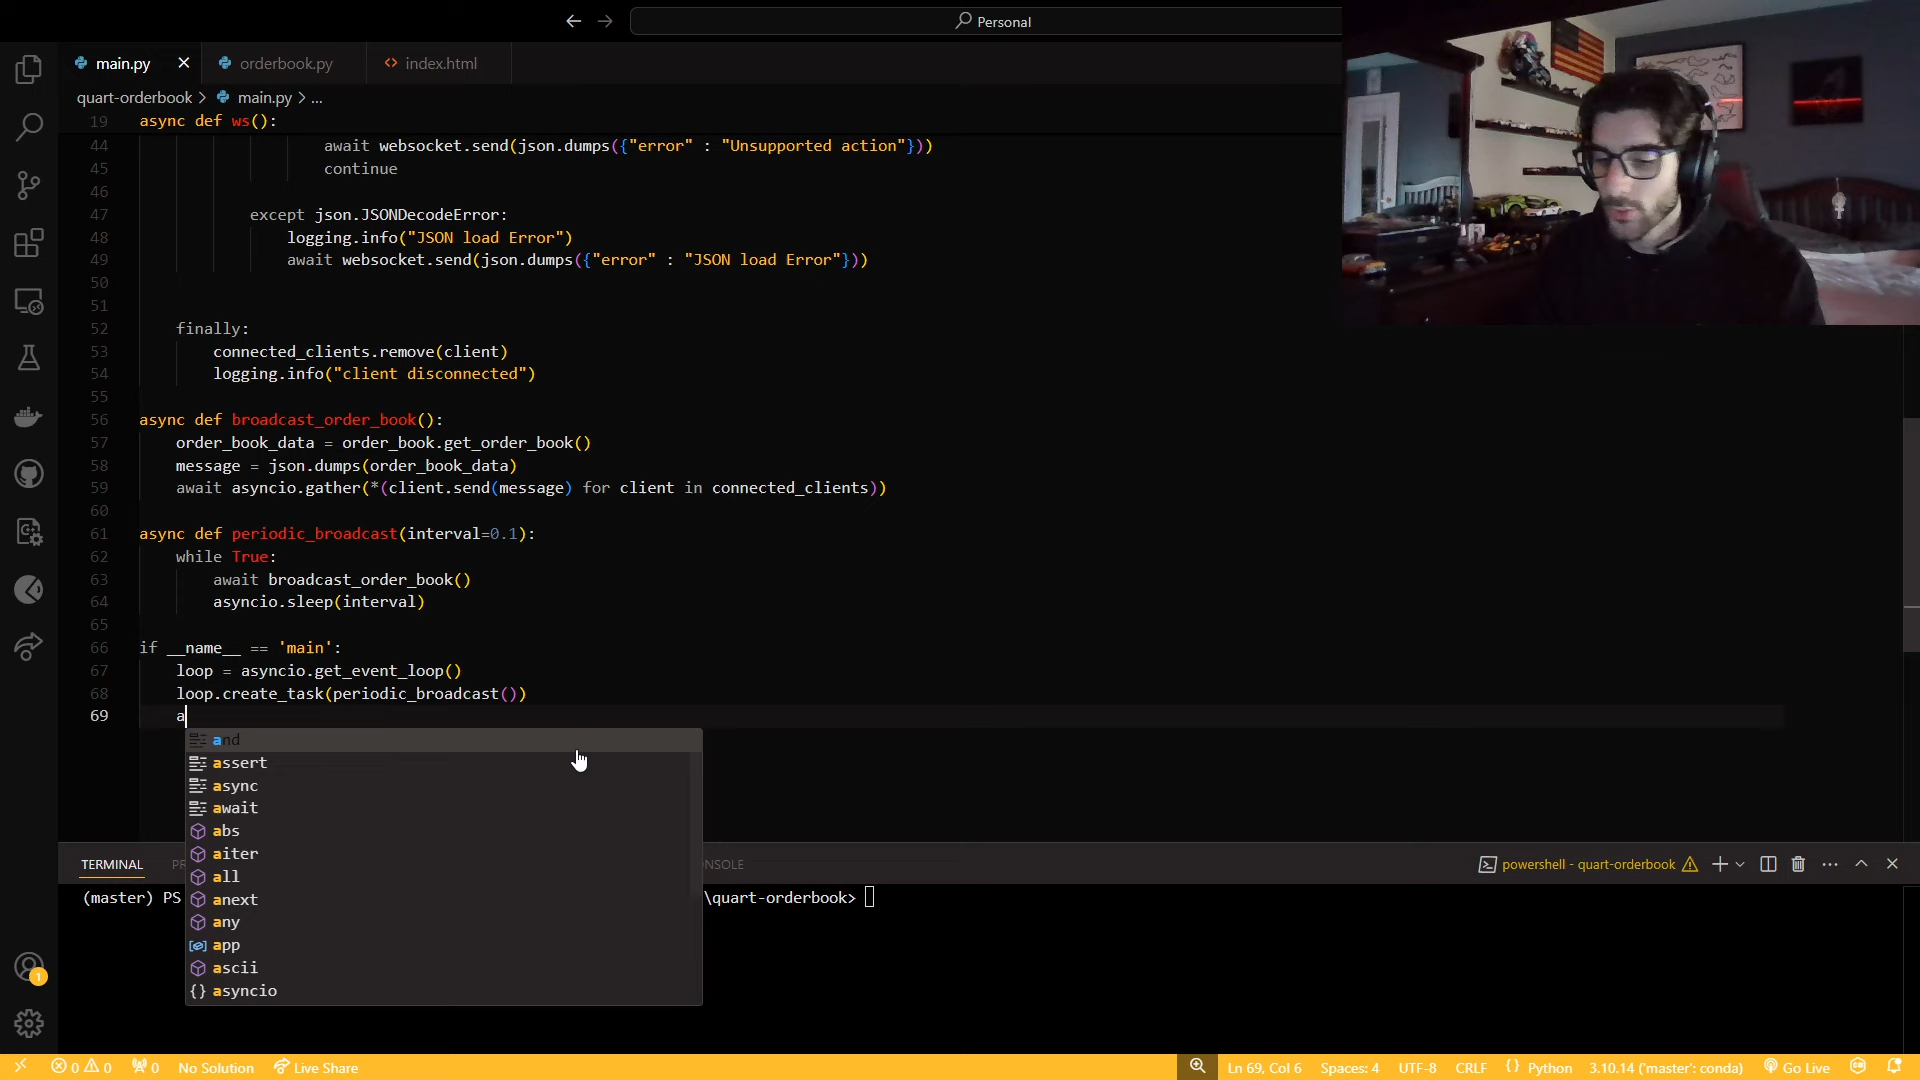 Personal
main.py
orderbook.py
index.html
quart-orderbook > main.py > ...
19 async def ws():
44 await websocket.send(json.dumps({"error" : "Unsupported action"}))
45 continue
46
47 except json.JSONDecodeError:
48 logging.info("JSON load Error")
49 await websocket.send(json.dumps({"error" : "JSON load Error"}))
50
51
52 finally:
53 connected_clients.remove(client)
54 logging.info("client disconnected")
55
56 async def broadcast_order_book():
57 order_book_data = order_book.get_order_book()
58 message = json.dumps(order_book_data)
59 await asyncio.gather(*(client.send(message) for client in connected_clients))
60
61 async def periodic_broadcast(interval=0.1):
62 while True:
63 await broadcast_order_book()
64 asyncio.sleep(interval)
65
66 if __name__ == 'main':
67 loop = asyncio.get_event_loop()
68 loop.create_task(periodic_broadcast())
69 a
and
assert
async
await
abs
aiter
all
anext
any
app
ascii
asyncio
TERMINAL PR NSOLE
powershell - quart-orderbook
(master) PS \quart-orderbook>
1
0 0 0 No Solution Live Share
Ln 69, Col 6 Spaces: 4 UTF-8 CRLF Python 3.10.14 ('master': conda) Go Live